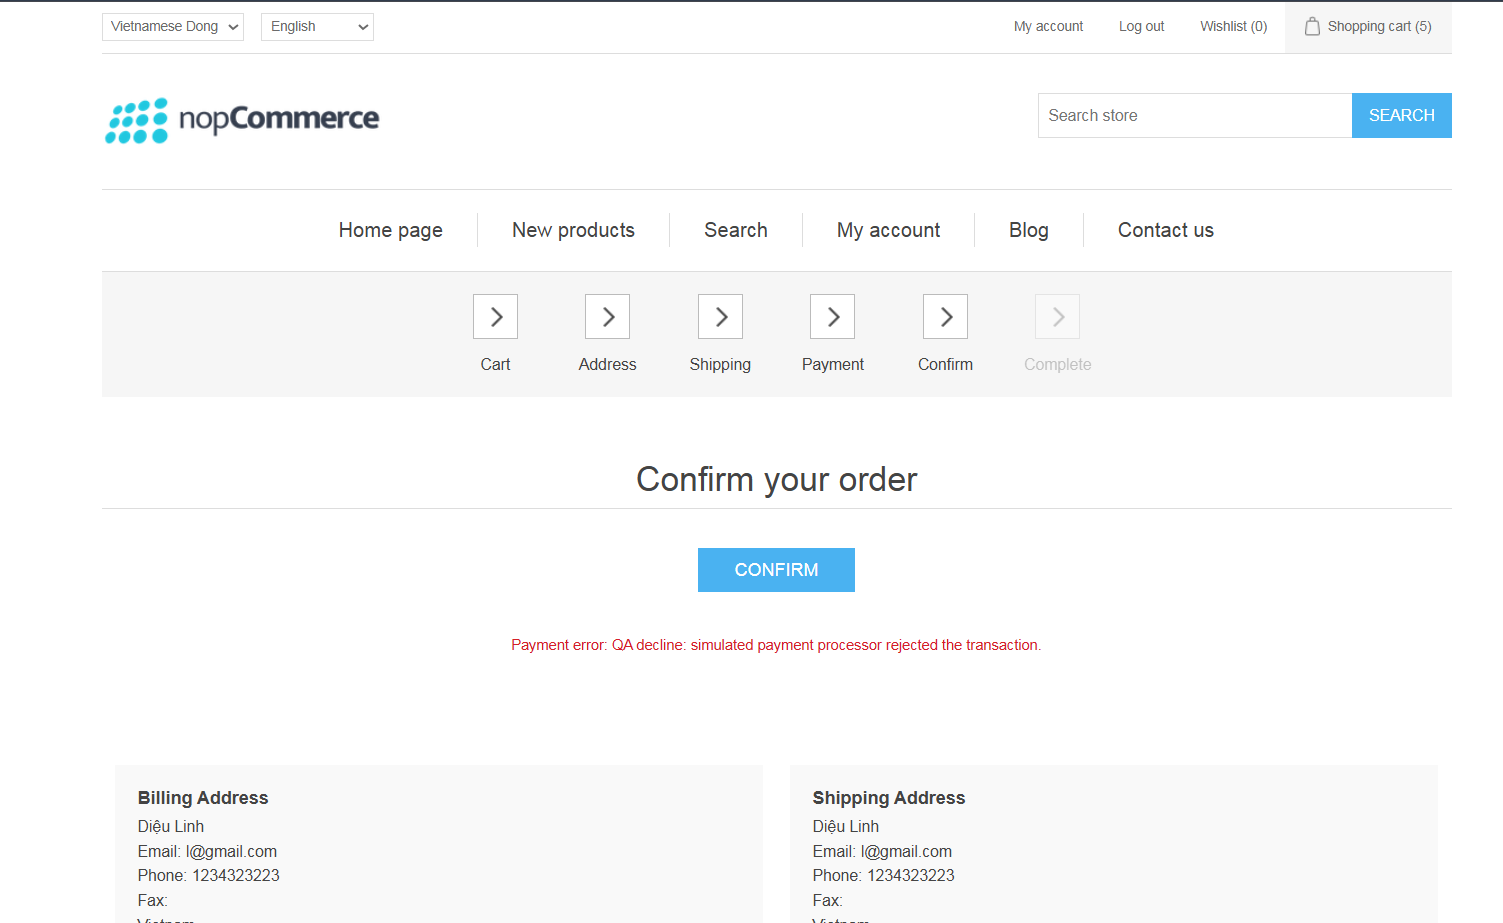 Vietnamese Dong English My account Log out Wishlist (0) Shopping cart (5)
nopCommerce Search store SEARCH
Home page New products Search My account Blog Contact us
Cart Address Shipping Payment Confirm Complete
Confirm your order
CONFIRM
Payment error: QA decline: simulated payment processor rejected the transaction.
Billing Address
Diệu Linh
Email: l@gmail.com
Phone: 1234323223
Fax:
Vietnam
Shipping Address
Diệu Linh
Email: l@gmail.com
Phone: 1234323223
Fax:
Vietnam